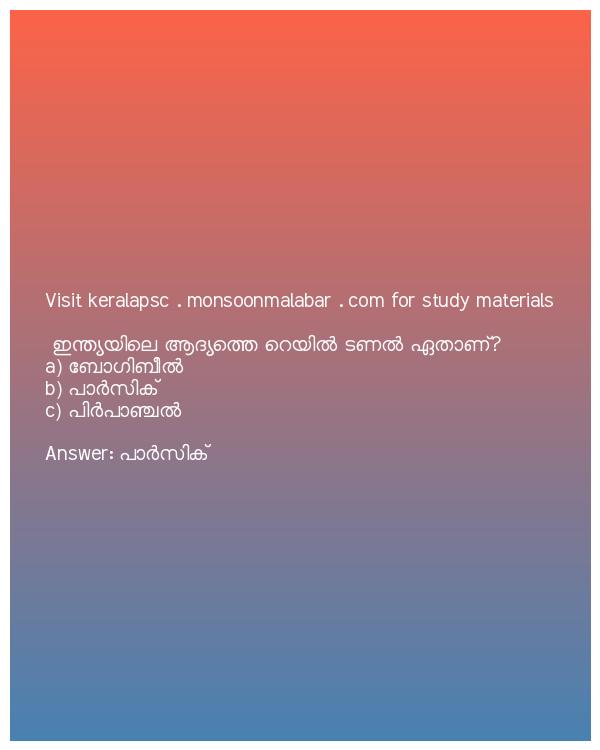 Visit keralapsc . monsoonmalabar . com for study materials
ഇന്ത്യയിലെ ആദ്യത്തെ റെയിൽ ടണൽ ഏതാണ്?
a) ബോഗിബീൽ
b) പാർസിക്
c) പിർപാഞ്ചൽ
Answer: പാർസിക്